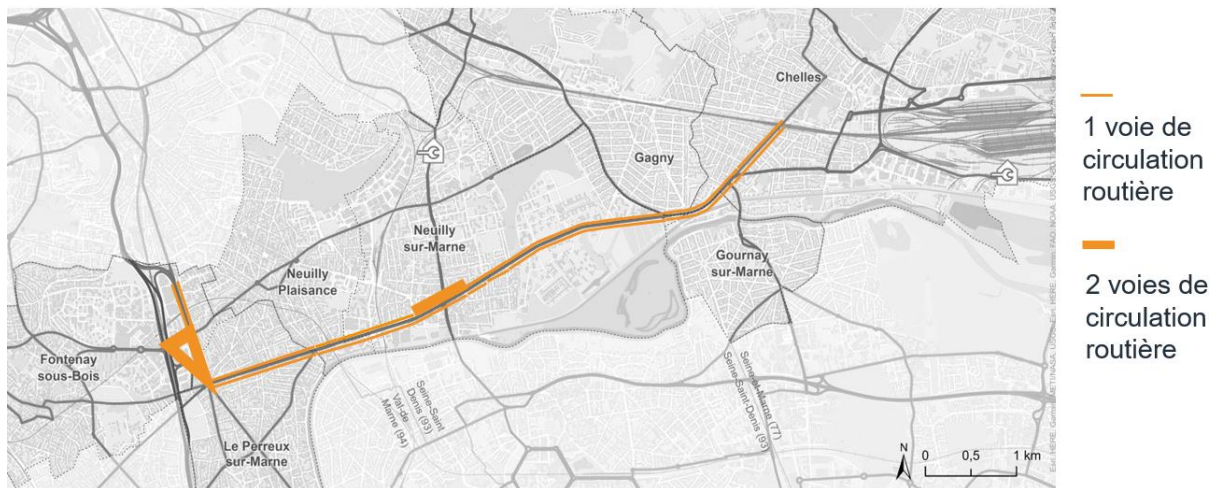 Chelles
Gagny
Neuilly
sur-Marne
Gournay
sur-Marne
Neuilly
Plaisance
Fontenay
sous-Bois
Le Perreux
sur-Marne
Seine-Saint
Denis (93)
Val-de
Marne (94)
Seine-et-Marne (77)
Seine-Saint-Denis (93)
N
0 0,5 1 km
1 voie de
circulation
routière
2 voies de
circulation
routière